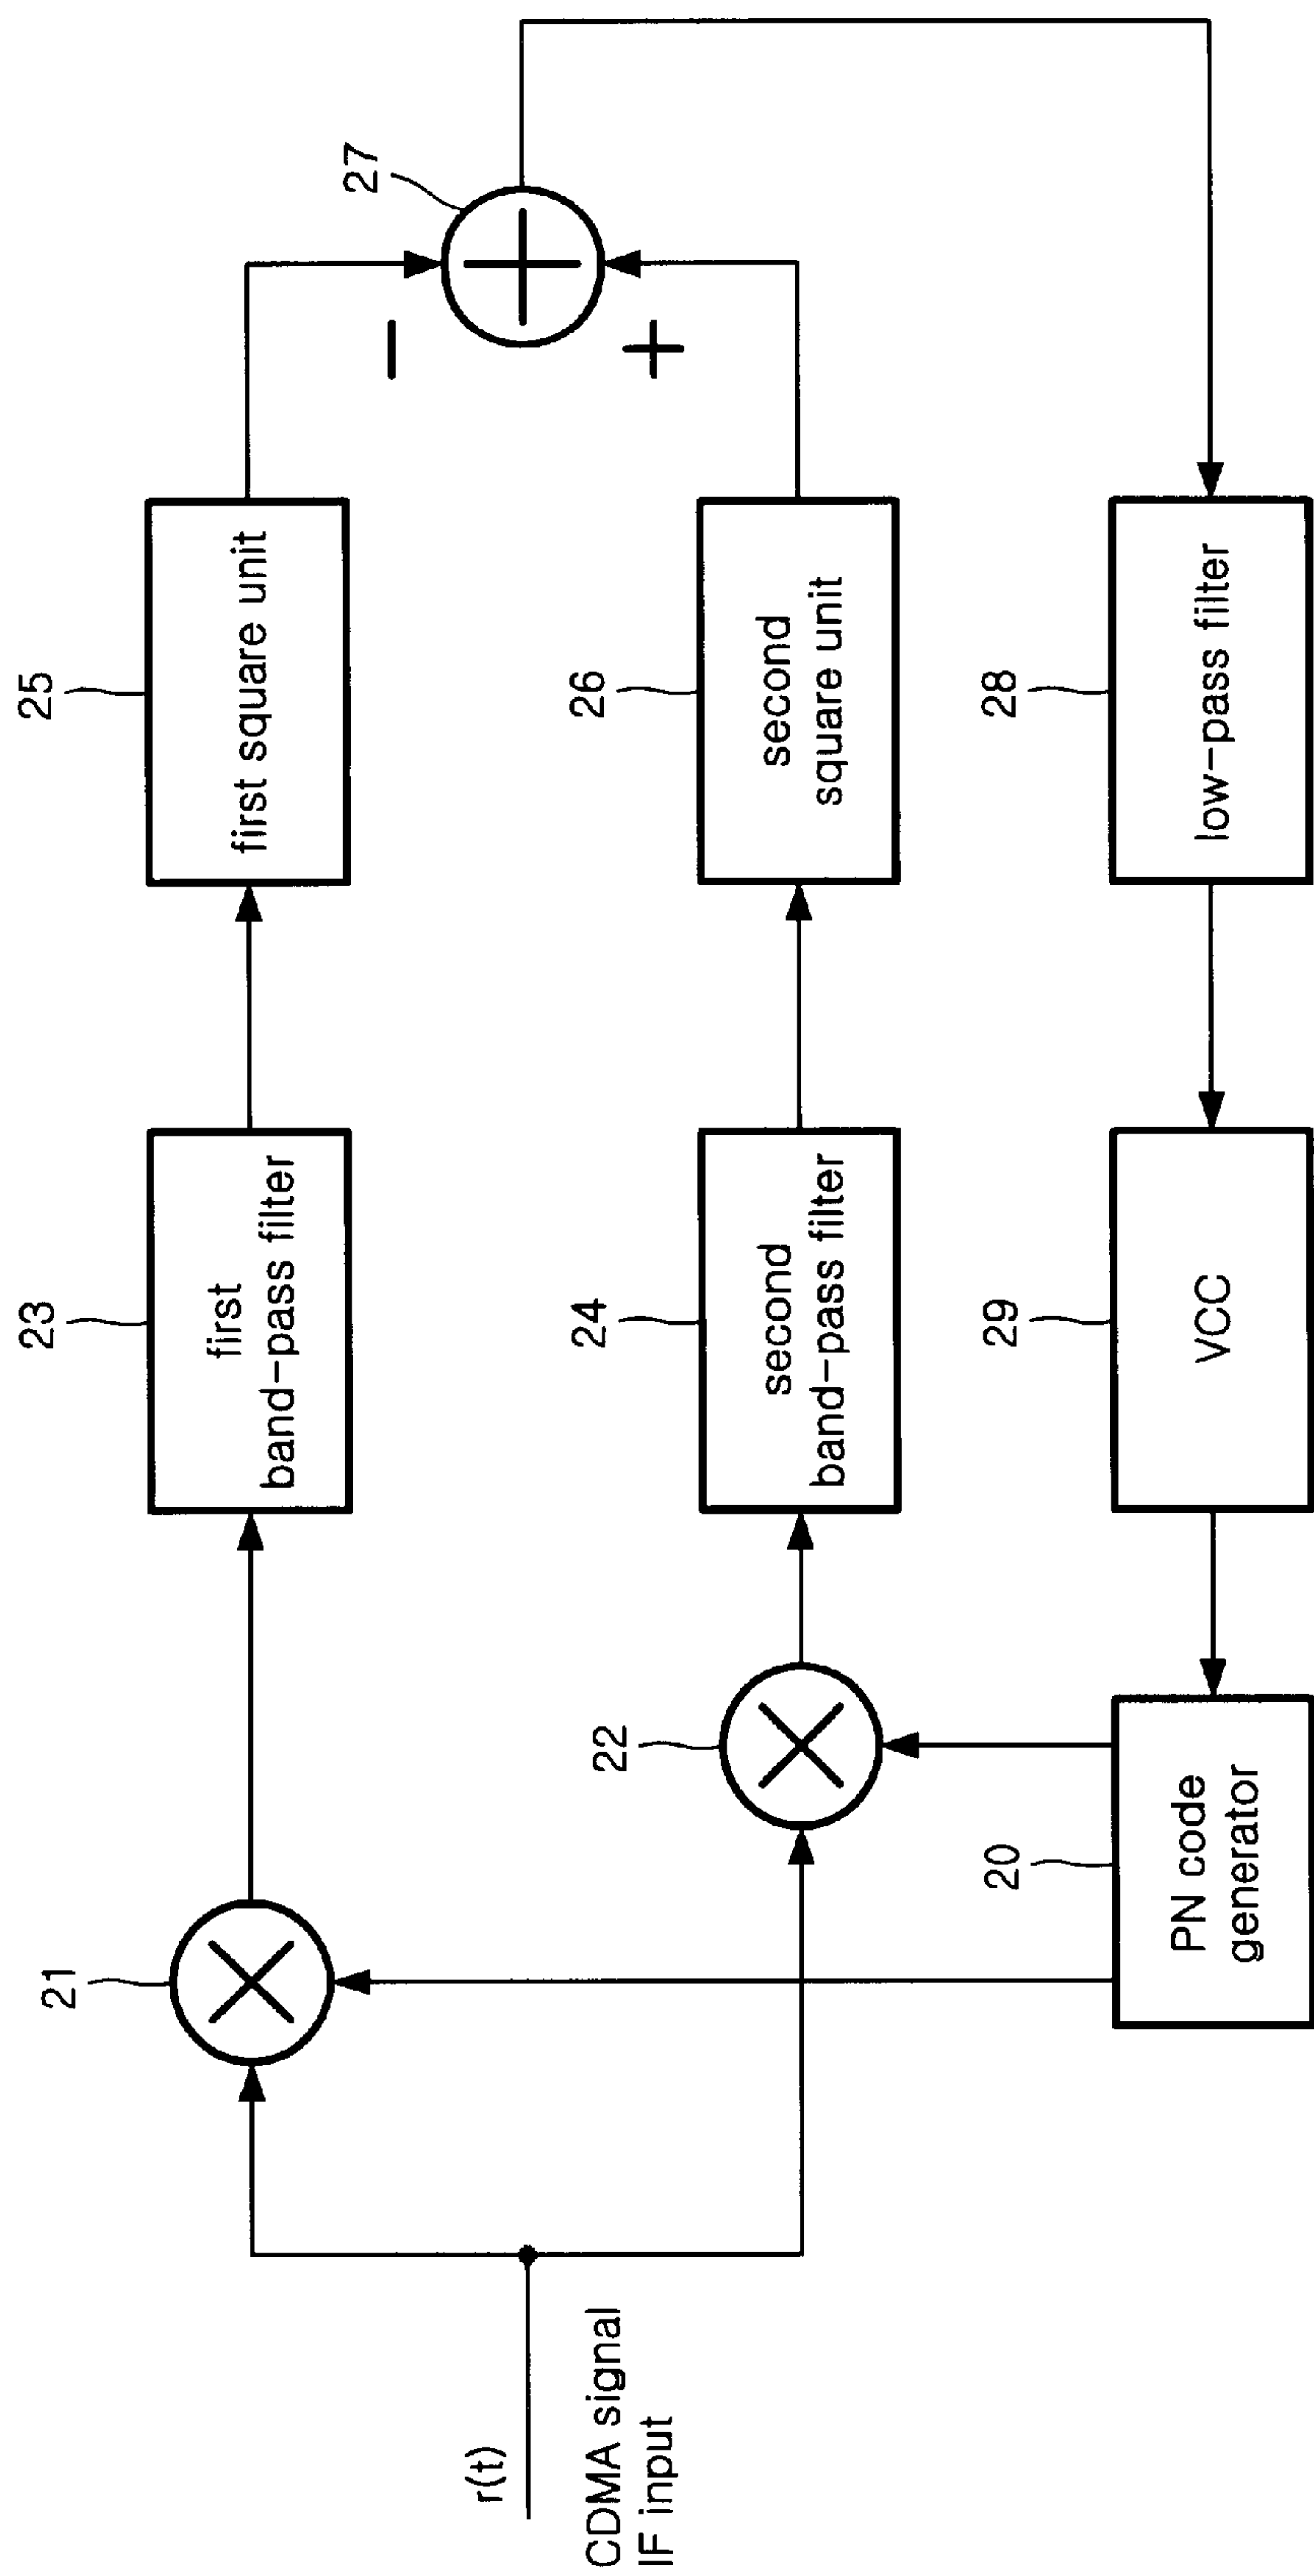 r(t)
CDMA signal
IF input
21
22
20
PN code
generator
23
first
band-pass filter
24
second
band-pass filter
29
VCC
25
first square unit
26
second
square unit
28
low-pass filter
27
−
+